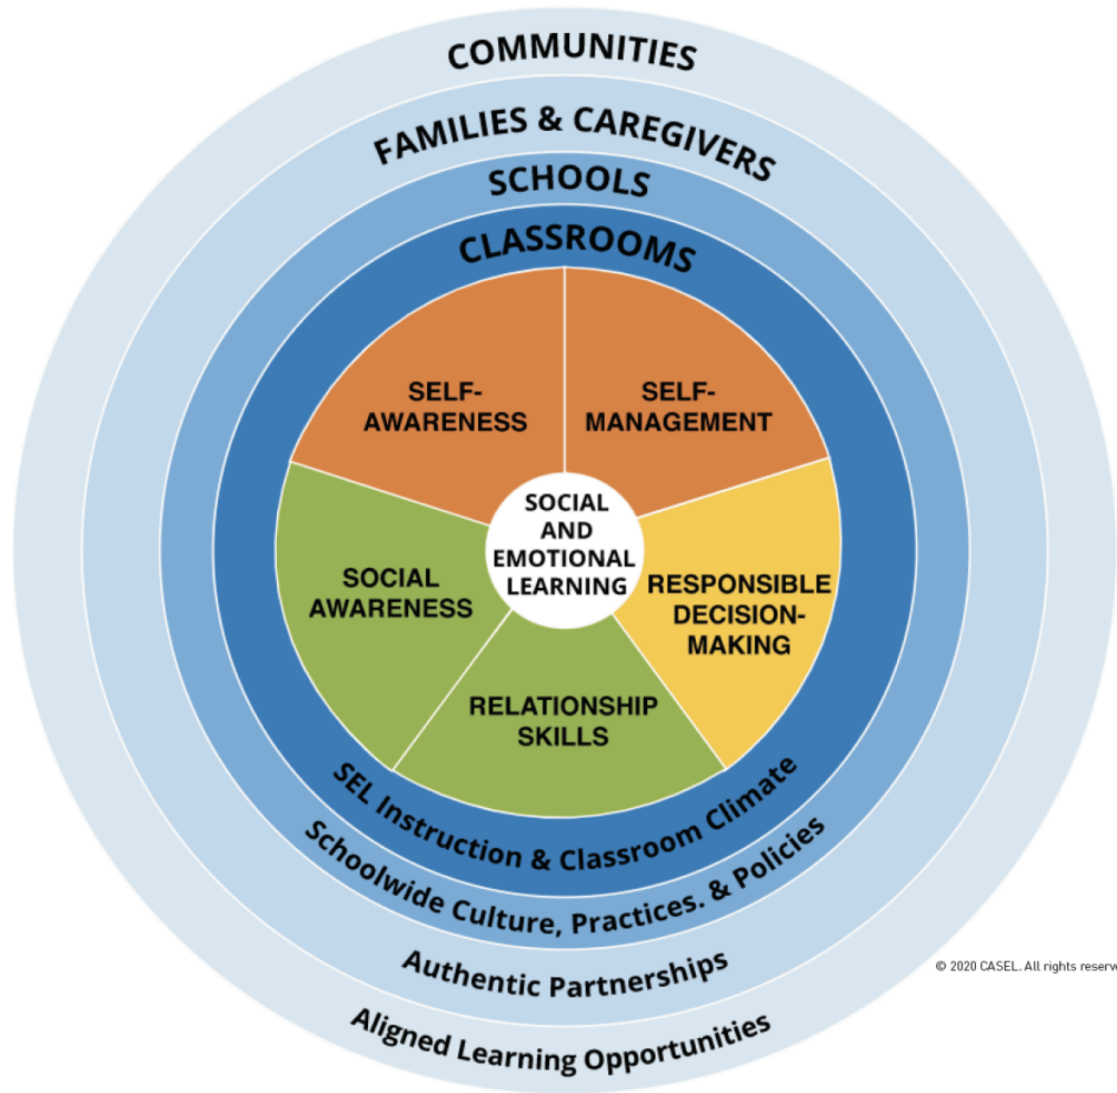 COMMUNITIES
FAMILIES & CAREGIVERS
SCHOOLS
CLASSROOMS
SELF-
AWARENESS
SELF-
MANAGEMENT
SOCIAL
AND
EMOTIONAL
LEARNING
SOCIAL
AWARENESS
RESPONSIBLE
DECISION-
MAKING
RELATIONSHIP
SKILLS
SEL Instruction & Classroom Climate
Schoolwide Culture, Practices. & Policies
Authentic Partnerships
Aligned Learning Opportunities
© 2020 CASEL. All rights reserve